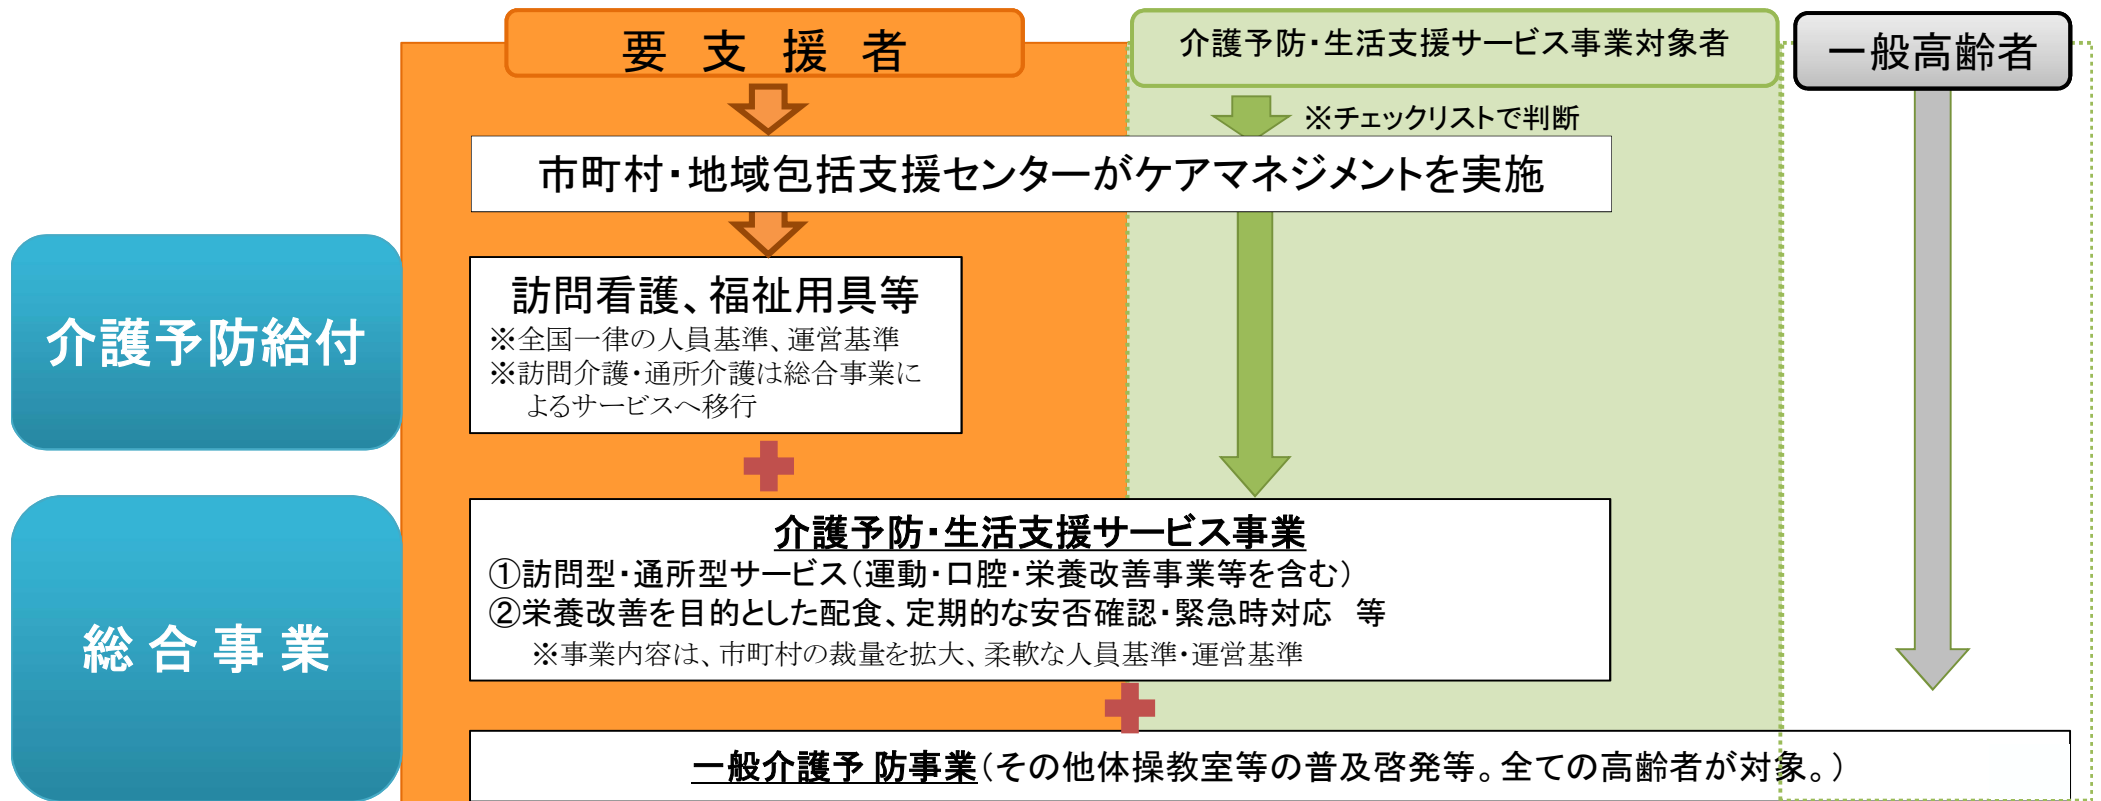 要 支 援 者
介護予防・生活支援サービス事業対象者
一般高齢者
※チェックリストで判断
市町村・地域包括支援センターがケアマネジメントを実施
介護予防給付
訪問看護、福祉用具等
※全国一律の人員基準、運営基準
※訪問介護・通所介護は総合事業に
よるサービスへ移行
総 合 事 業
介護予防・生活支援サービス事業
①訪問型・通所型サービス(運動・口腔・栄養改善事業等を含む)
②栄養改善を目的とした配食、定期的な安否確認・緊急時対応 等
※事業内容は、市町村の裁量を拡大、柔軟な人員基準・運営基準
一般介護予 防事業(その他体操教室等の普及啓発等。全ての高齢者が対象。)